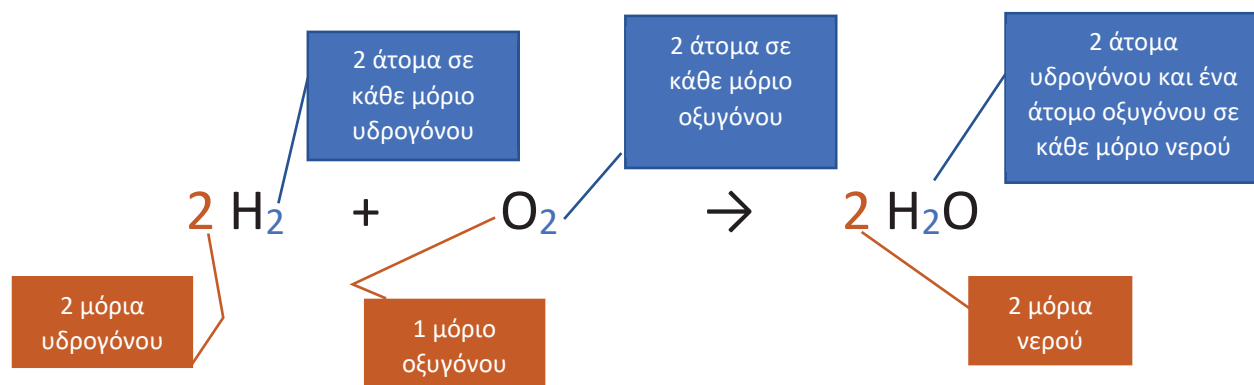 2 άτομα σε
κάθε μόριο
υδρογόνου
2 άτομα σε
κάθε μόριο
οξυγόνου
2 άτομα
υδρογόνου και ένα
άτομο οξυγόνου σε
κάθε μόριο νερού
2 H₂ + O₂ → 2 H₂O
2 μόρια
υδρογόνου
1 μόριο
οξυγόνου
2 μόρια
νερού